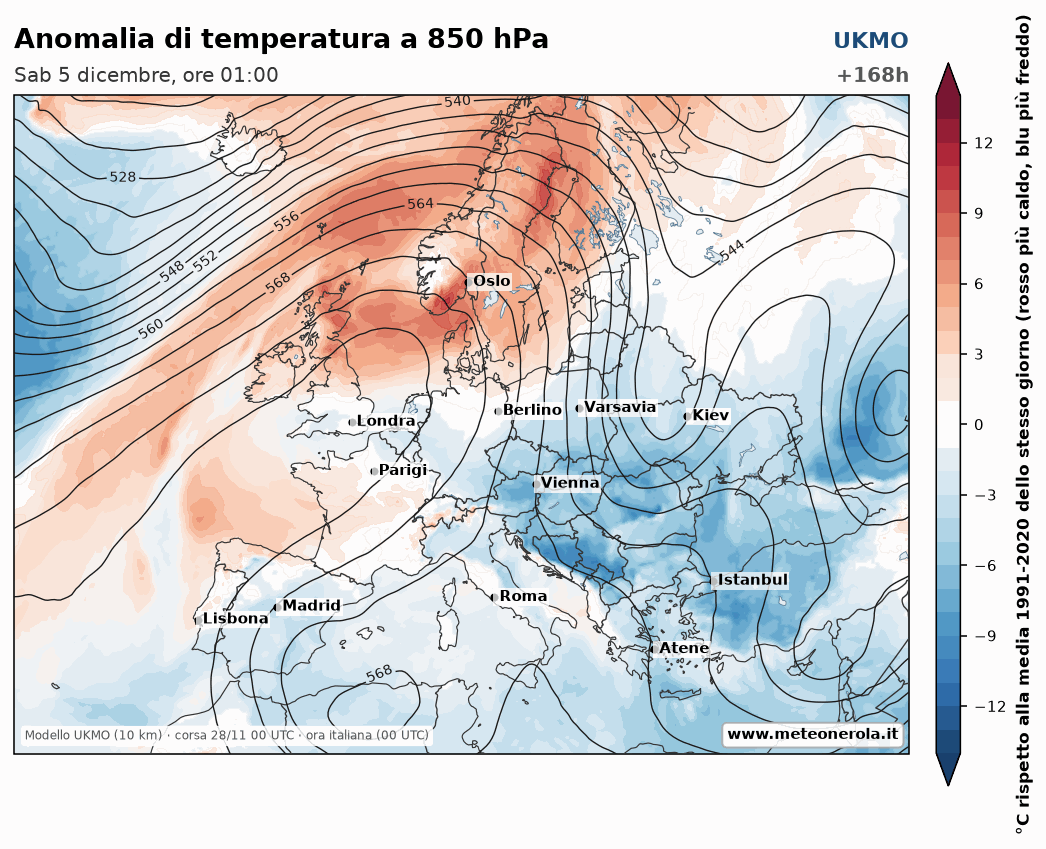 Anomalia di temperatura a 850 hPa
UKMO
Sab 5 dicembre, ore 01:00
+168h
540
528
564
556
548
552
568
560
544
Oslo
Londra
Berlino
Varsavia
Kiev
Parigi
Vienna
Istanbul
Roma
Madrid
Lisbona
Atene
568
Modello UKMO (10 km) · corsa 28/11 00 UTC · ora italiana (00 UTC)
www.meteonerola.it
12
9
6
3
0
−3
−6
−9
−12
°C rispetto alla media 1991-2020 dello stesso giorno (rosso più caldo, blu più freddo)